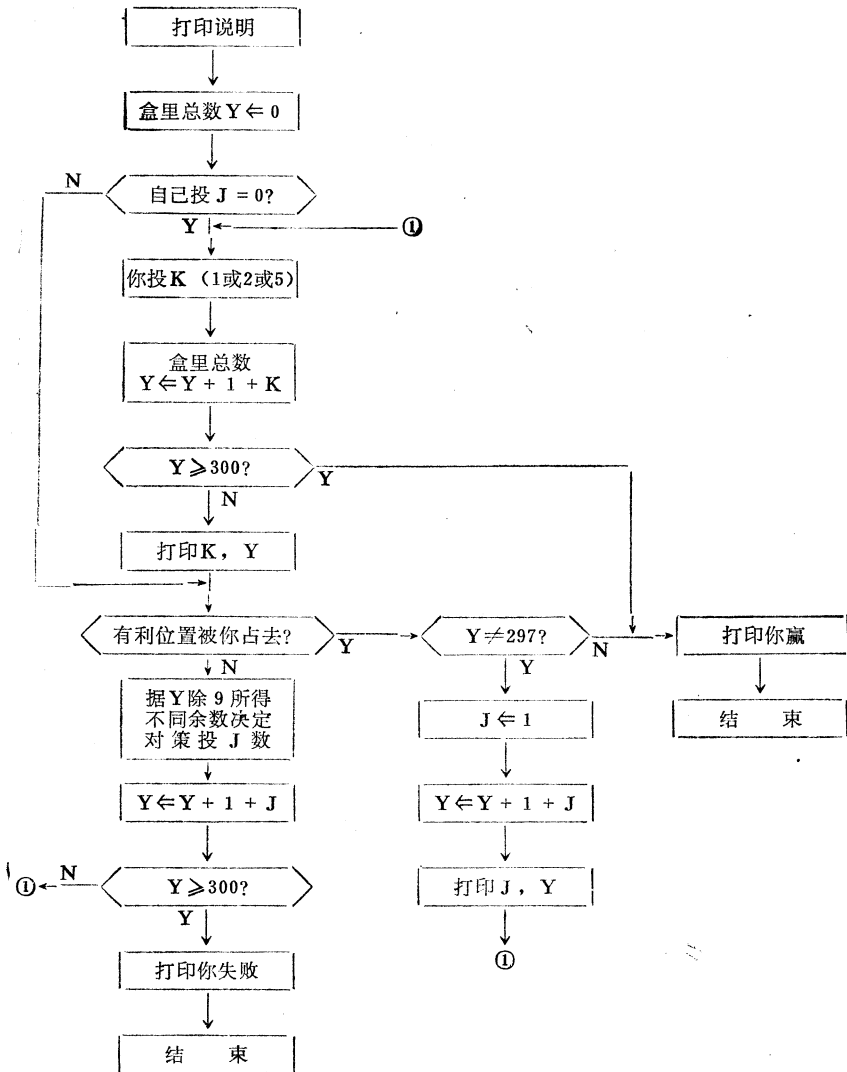 打印说明
盒里总数Y⇐0
自己投J=0?
N
Y
①
你投K（1或2或5）
盒里总数
Y⇐Y+1+K
Y⩾300?
Y
N
打印K，Y
有利位置被你占去?
Y
N
Y≠297?
N
Y
打印你赢
结 束
据Y除9所得
不同余数决定
对策投J数
J⇐1
Y⇐Y+1+J
Y⇐Y+1+J
①
N
Y⩾300?
Y
打印J，Y
①
打印你失败
结 束